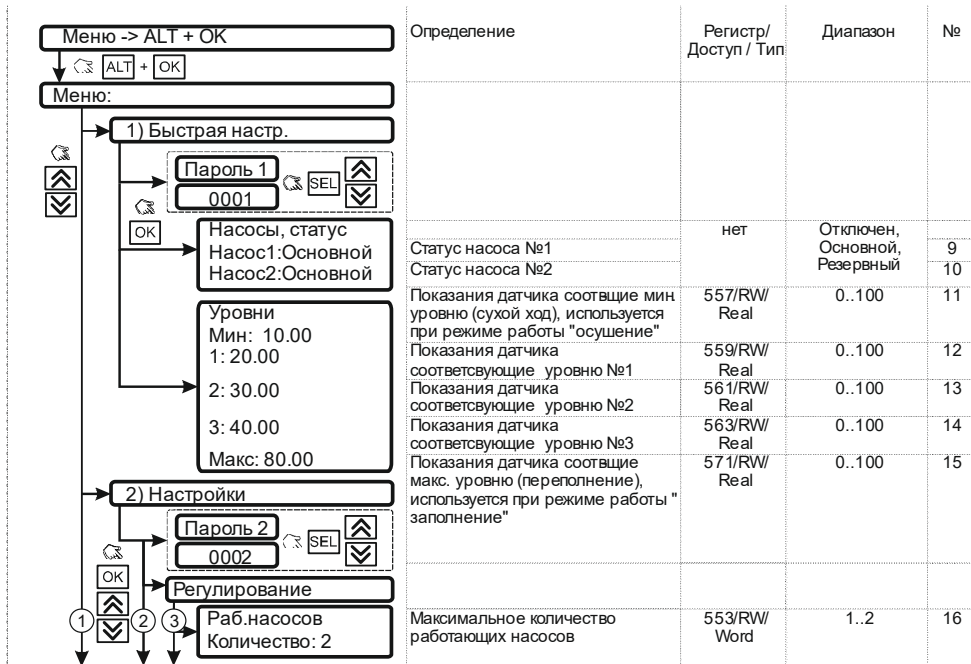 Меню -> ALT + OK
Определение
Регистр/
Доступ / Тип
Диапазон
№
ALT + OK
Меню:
1) Быстрая настр.
Пароль 1
0001
SEL
OK
Насосы, статус
Насос1:Основной
Насос2:Основной
нет
Отключен,
Основной,
Резервный
Статус насоса №1
9
Статус насоса №2
10
Уровни
Мин: 10.00
1: 20.00
2: 30.00
3: 40.00
Макс: 80.00
Показания датчика соотвщие мин.
уровню (сухой ход), используется
при режиме работы "осушение"
557/RW/
Real
0..100
11
Показания датчика
соответсвующие уровню №1
559/RW/
Real
0..100
12
Показания датчика
соответсвующие уровню №2
561/RW/
Real
0..100
13
Показания датчика
соответсвующие уровню №3
563/RW/
Real
0..100
14
Показания датчика соотвщие
макс. уровню (переполнение),
используется при режиме работы "
заполнение"
571/RW/
Real
0..100
15
2) Настройки
Пароль 2
0002
SEL
OK
Регулирование
1
2
3
Раб.насосов
Количество: 2
Максимальное количество
работающих насосов
553/RW/
Word
1..2
16